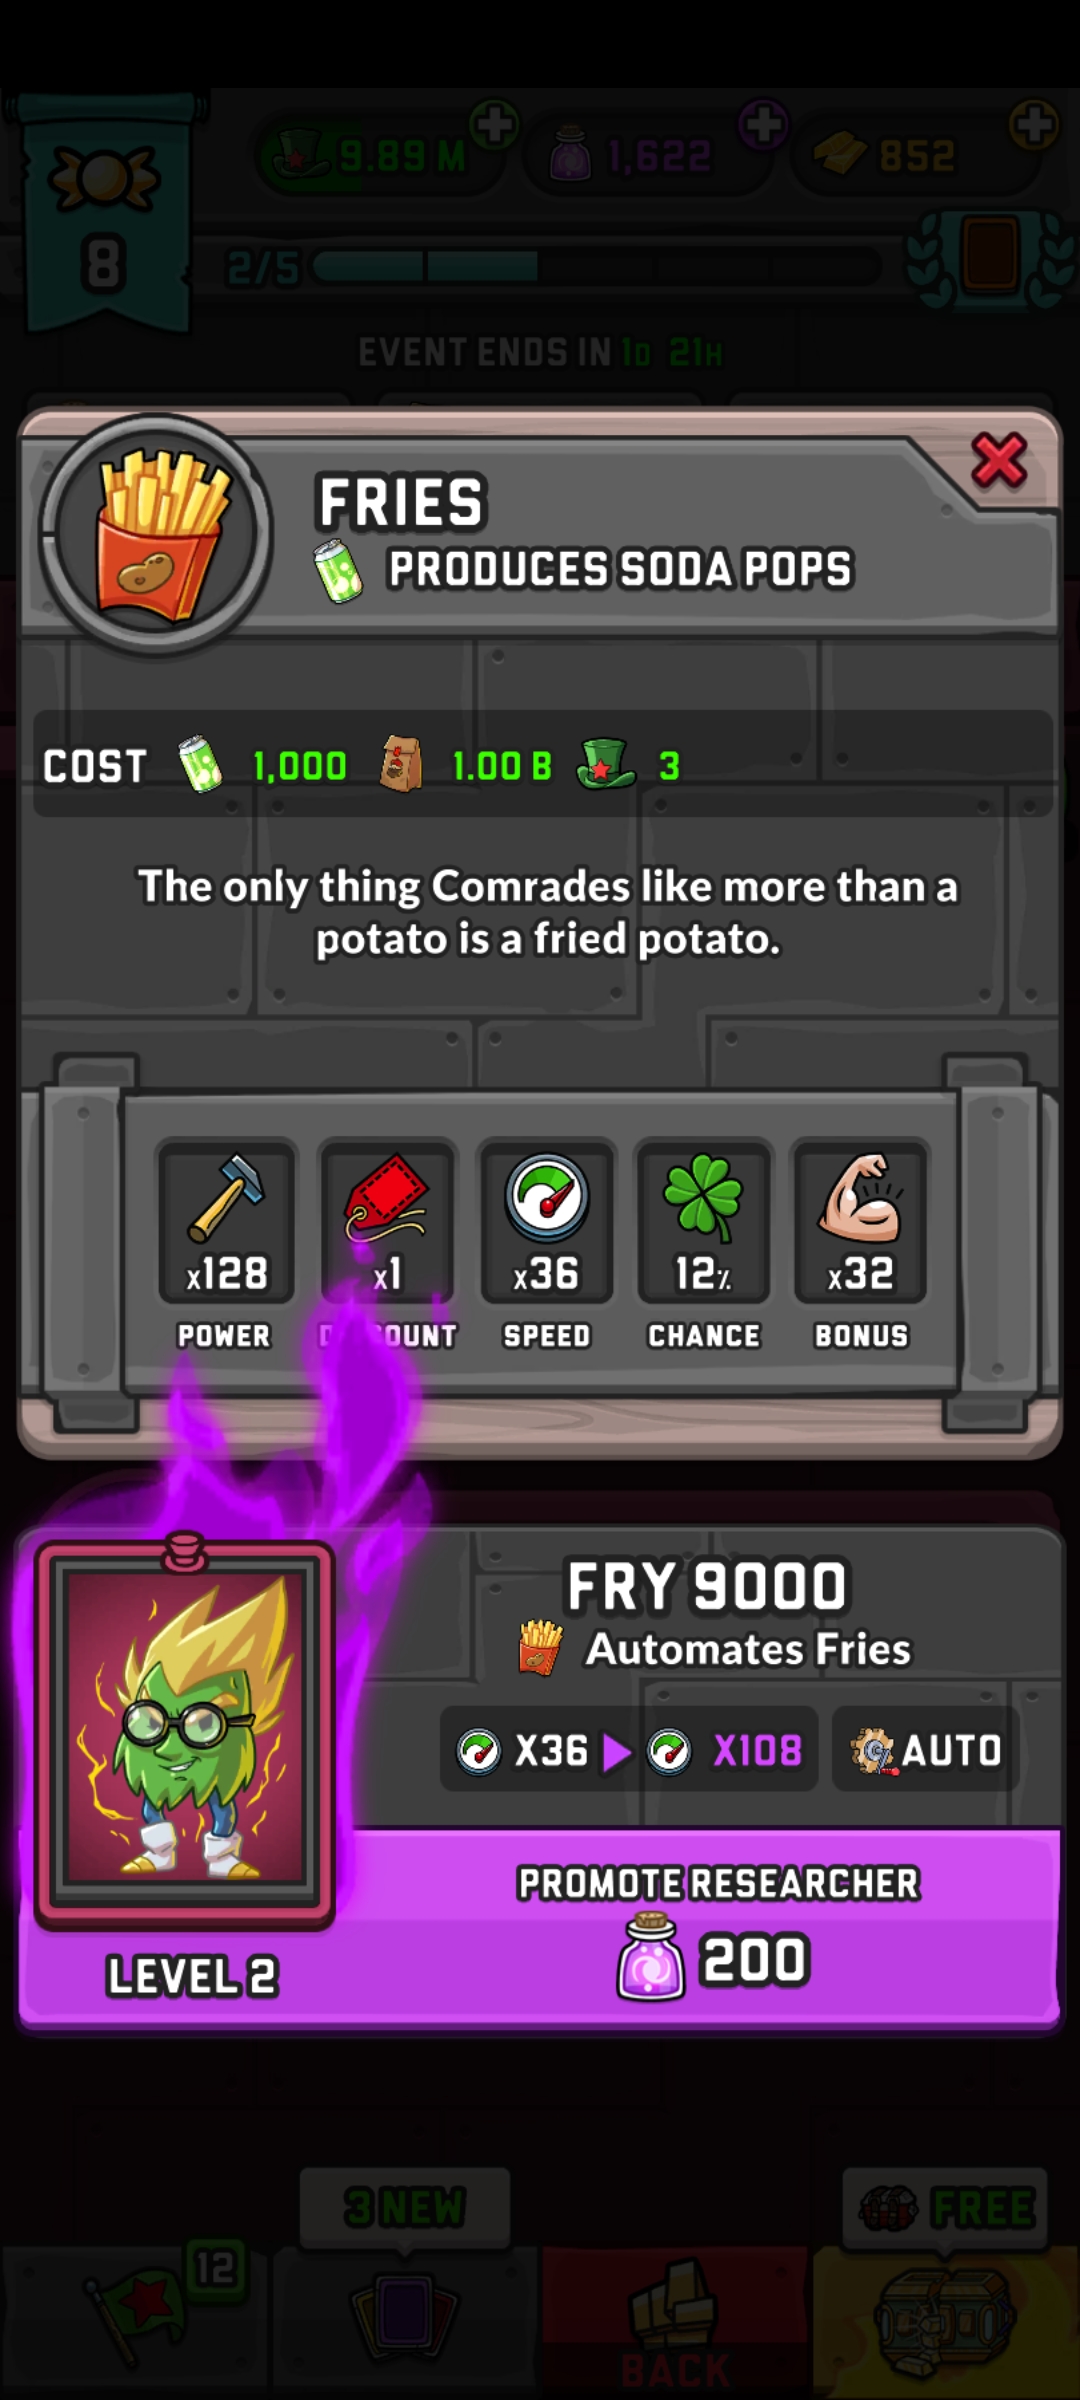 9.89 M
1,622
852
8
2/5
EVENT ENDS IN 1D 21H
FRIES
PRODUCES SODA POPS
COST 1,000 1.00 B 3
The only thing Comrades like more than a
potato is a fried potato.
x128 x1 x36 12% x32
POWER DISCOUNT SPEED CHANCE BONUS
FRY 9000
Automates Fries
X36 X108 AUTO
PROMOTE RESEARCHER
200
LEVEL 2
3 NEW
FREE
12
BACK